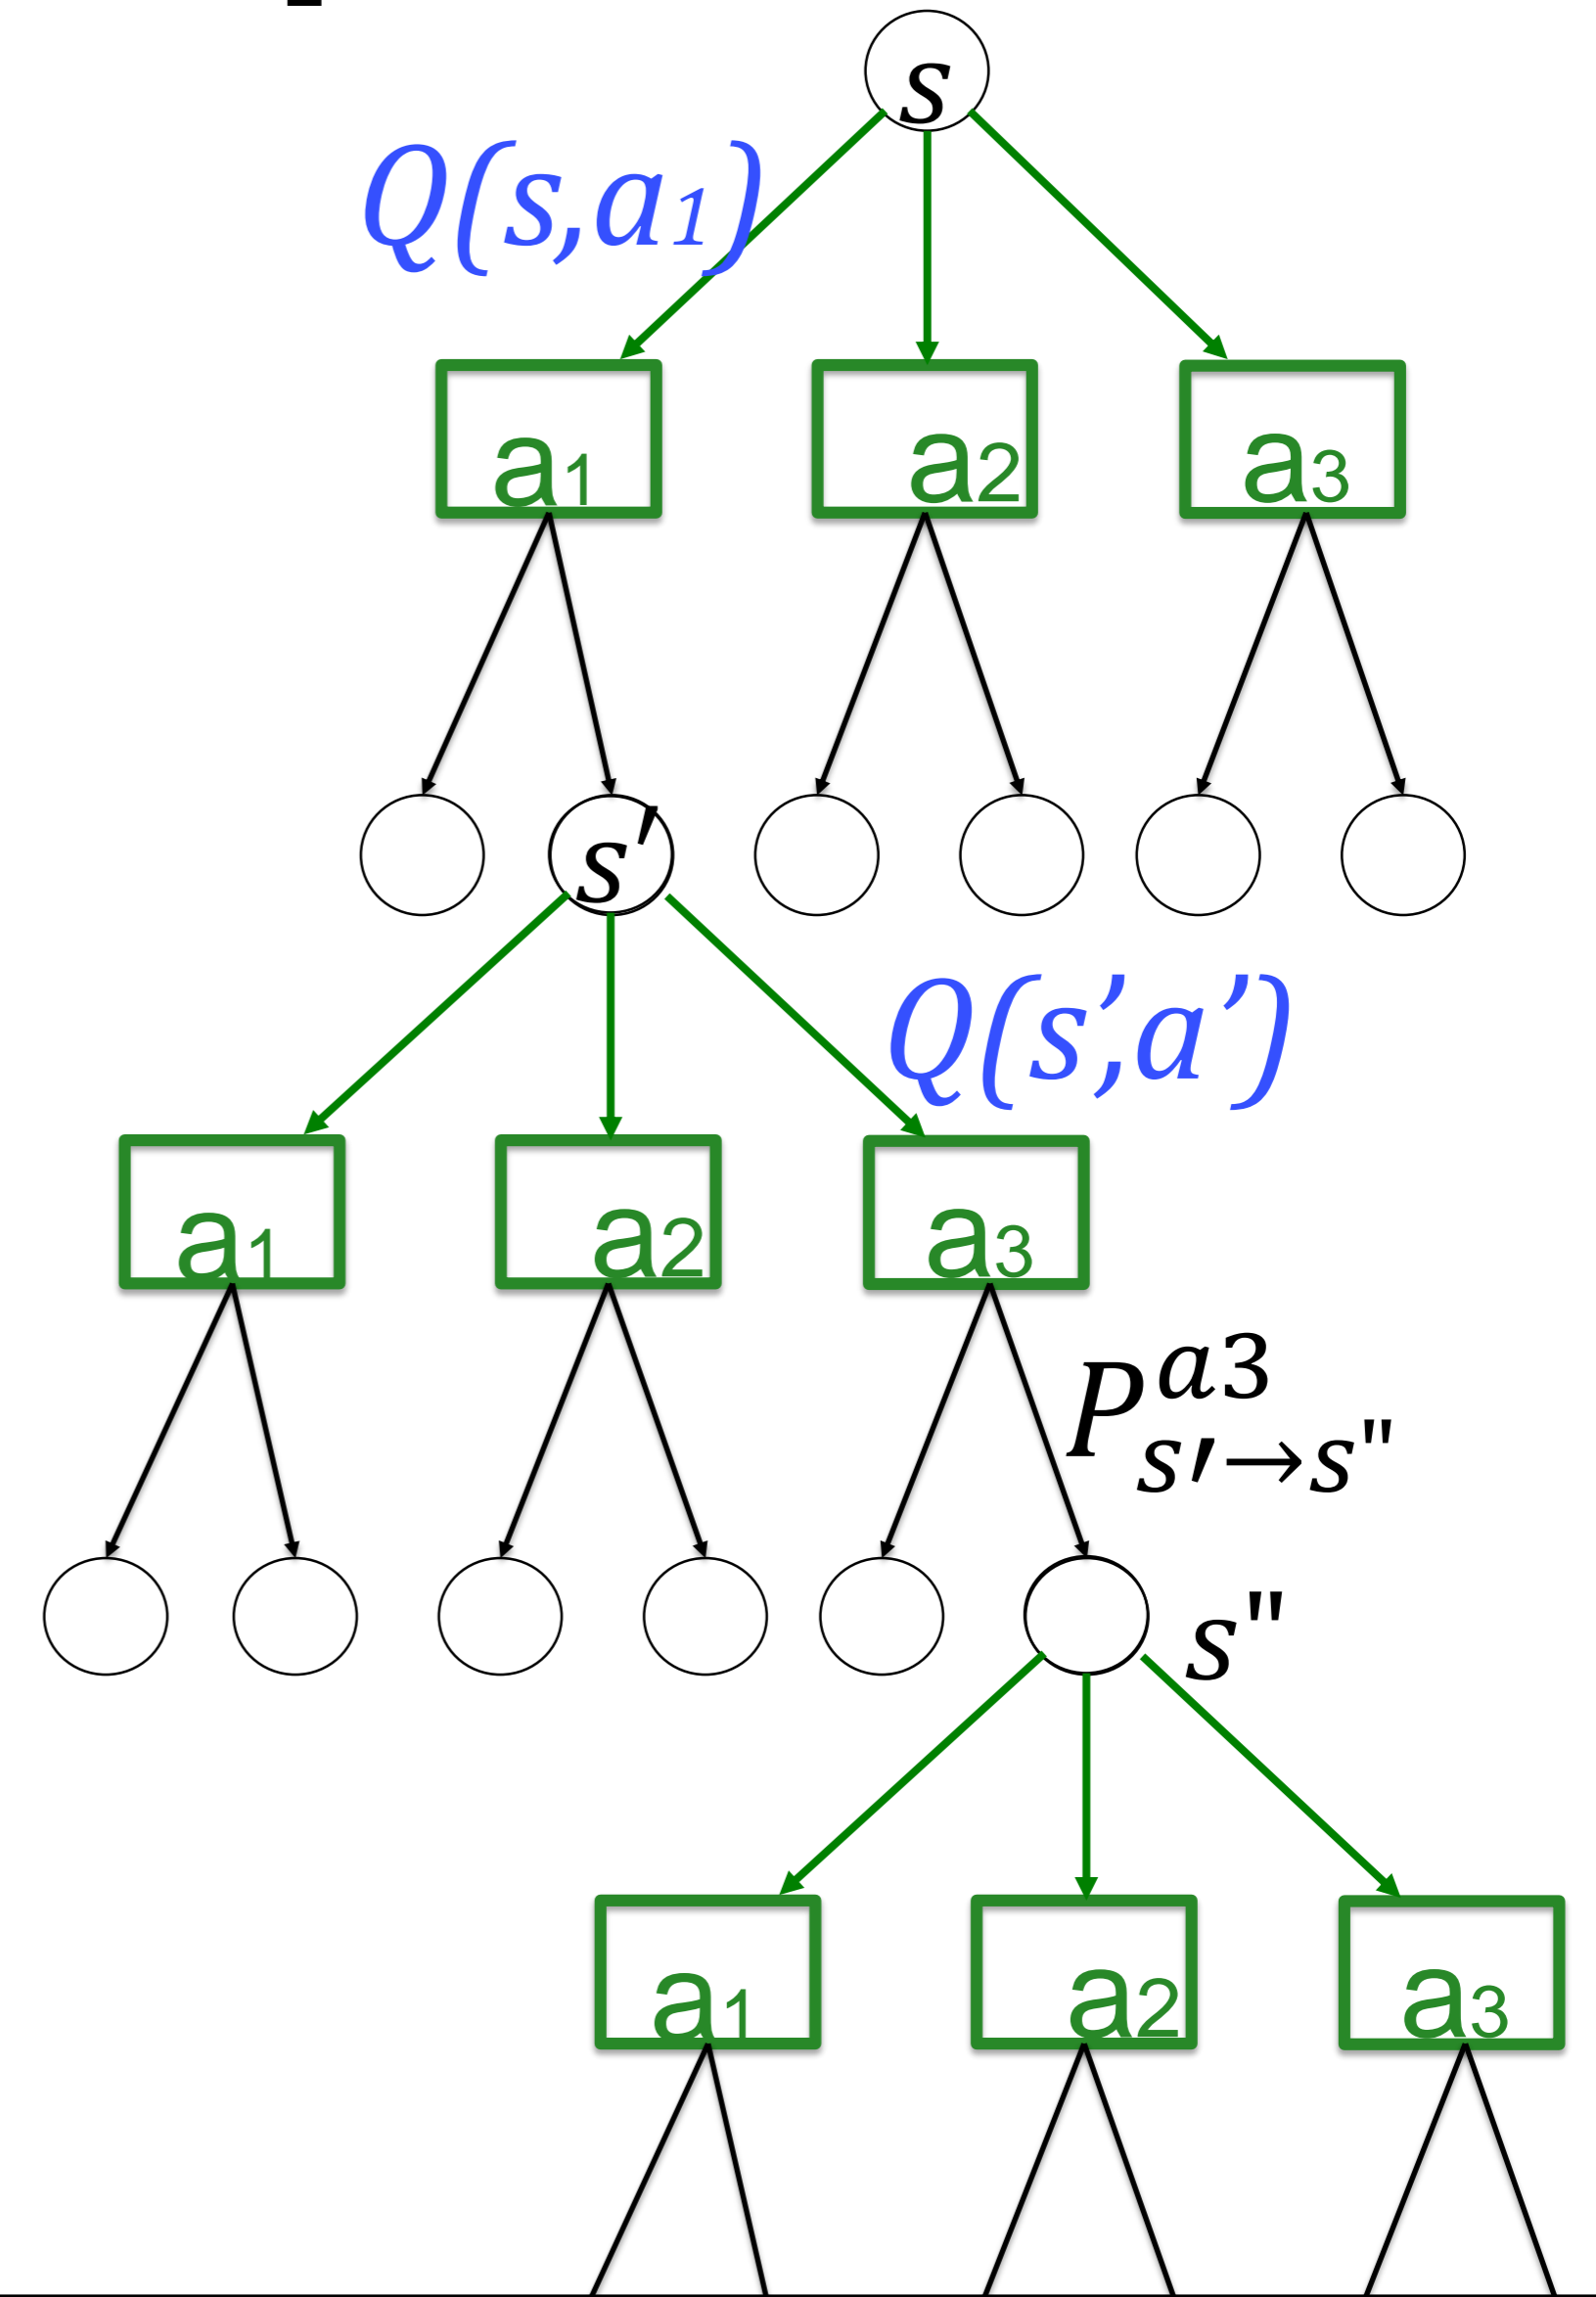 s
Q(s,a₁)
a₁ a₂ a₃
s′
Q(s’,a’)
a₁ a₂ a₃
P^{a3}_{s′→s"}
s"
a₁ a₂ a₃